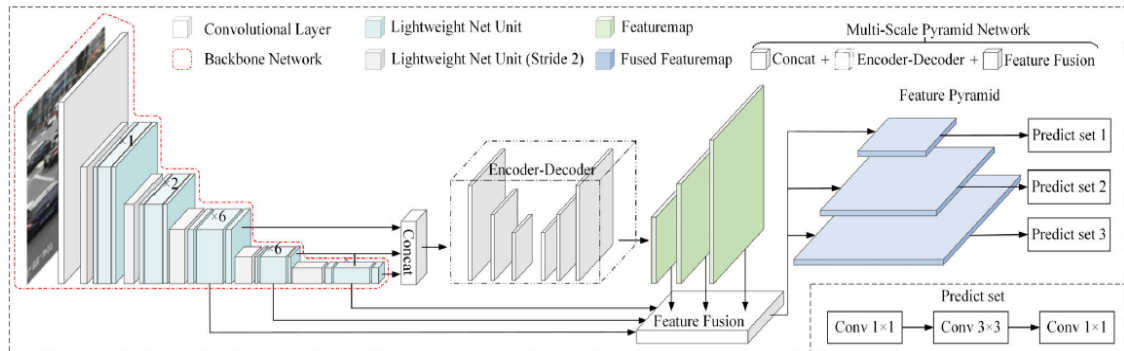 Convolutional Layer
Lightweight Net Unit
Featuremap
Multi-Scale Pyramid Network
Backbone Network
Lightweight Net Unit (Stride 2)
Fused Featuremap
Concat + Encoder-Decoder + Feature Fusion
Feature Pyramid
×1
Predict set 1
×2
Encoder-Decoder
Predict set 2
×6
Concat
Predict set 3
×6
×1
Feature Fusion
Predict set
Conv 1×1
Conv 3×3
Conv 1×1